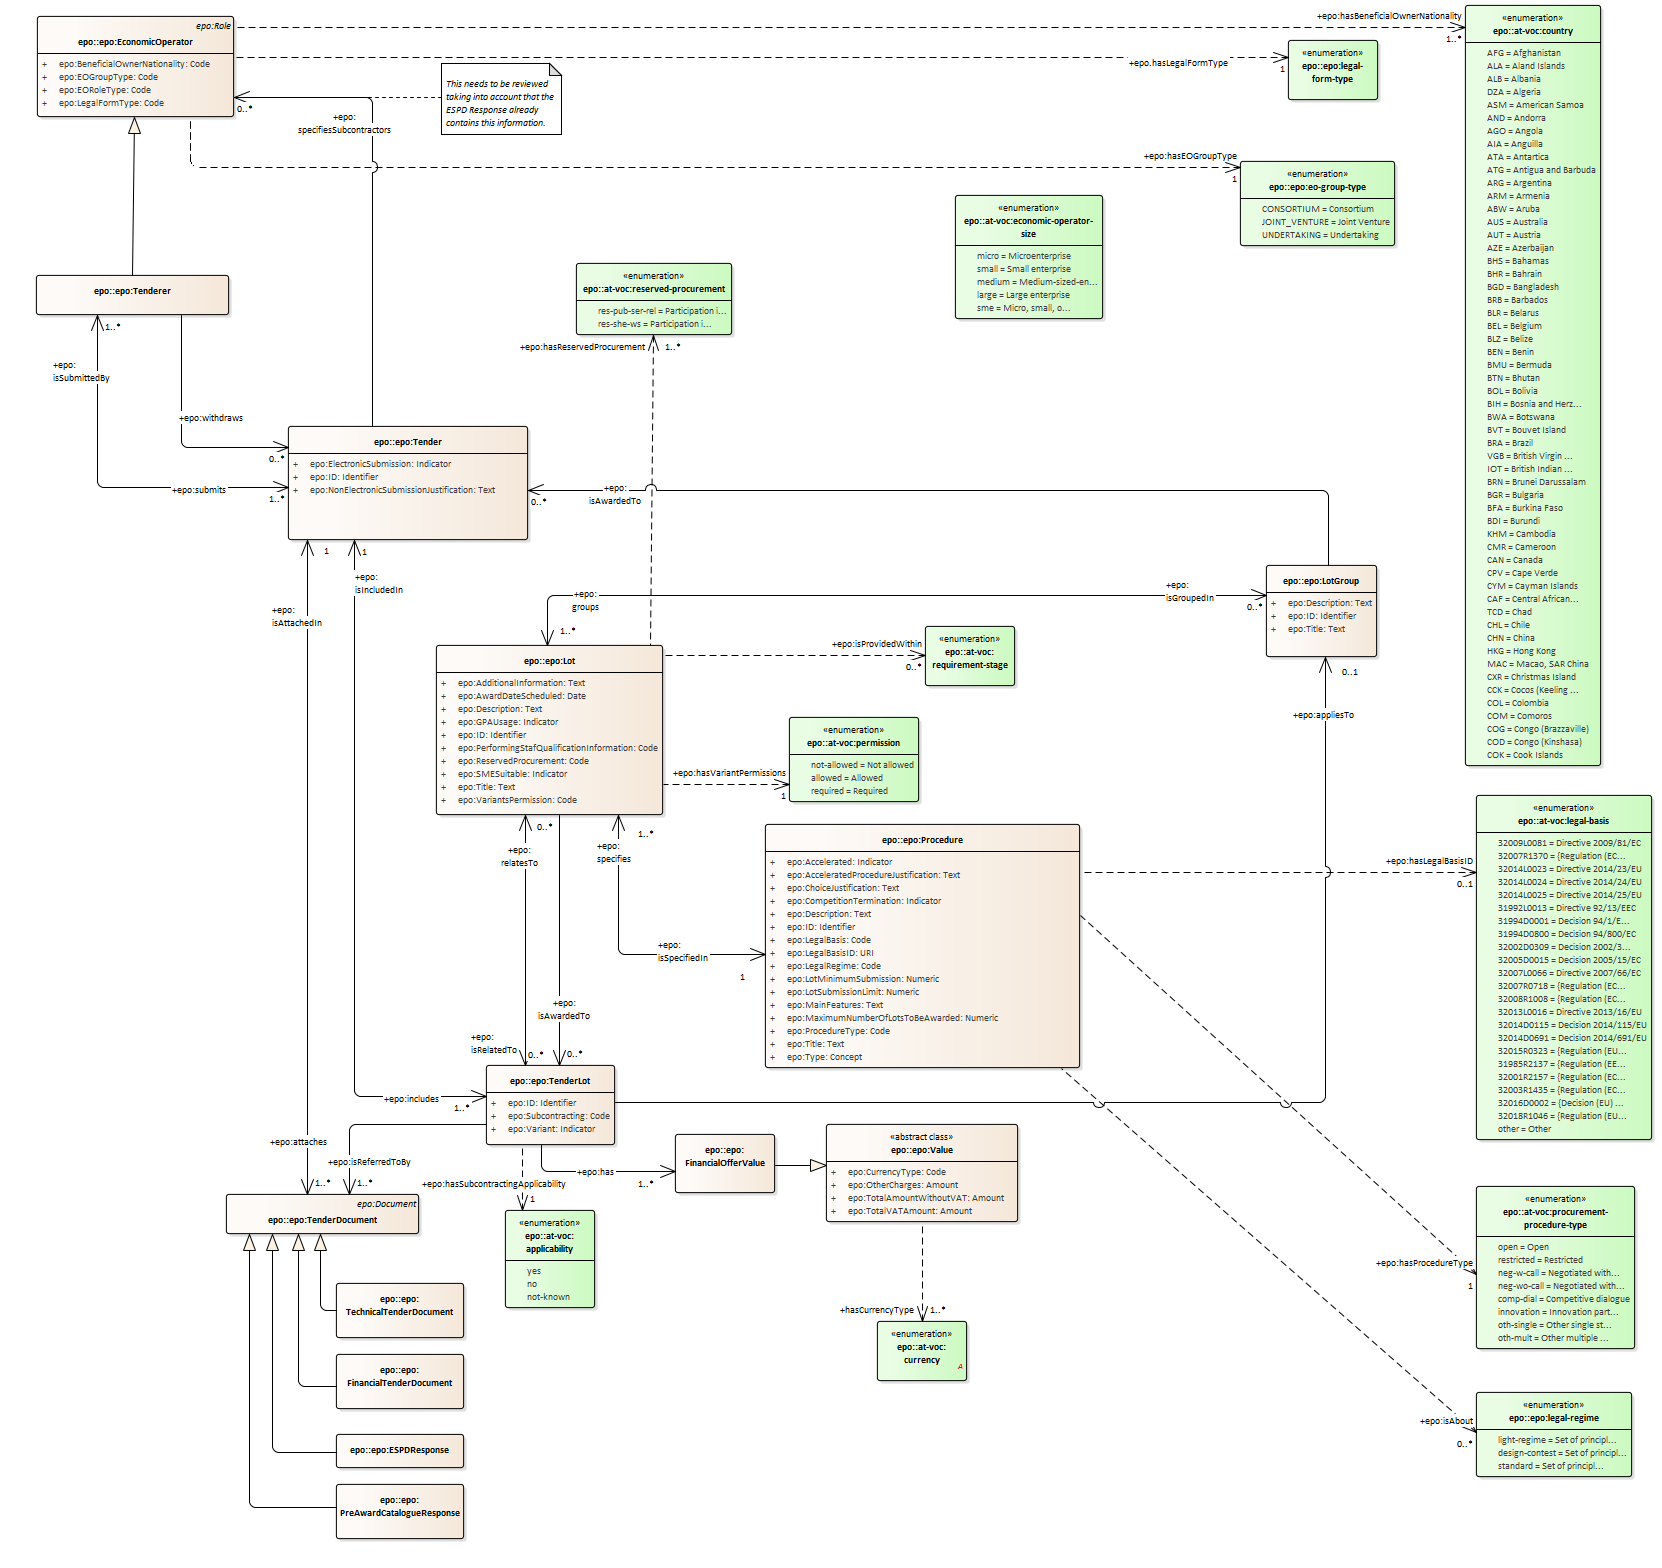 epo:Role
epo::epo:EconomicOperator
+ epo:BeneficialOwnerNationality: Code
+ epo:EOGroupType: Code
+ epo:EORoleType: Code
+ epo:LegalFormType: Code
This needs to be reviewed
taking into account that the
ESPD Response already
contains this information.
0..*
+epo:
specifiesSubcontractors
+epo:hasBeneficialOwnerNationality
1..*
+epo:hasLegalFormType
1
«enumeration»
epo::epo:legal-
form-type
+epo:hasEOGroupType
1
«enumeration»
epo::epo:eo-group-type
CONSORTIUM = Consortium
JOINT_VENTURE = Joint Venture
UNDERTAKING = Undertaking
«enumeration»
epo::at-voc:country
AFG = Afghanistan
ALA = Aland Islands
ALB = Albania
DZA = Algeria
ASM = American Samoa
AND = Andorra
AGO = Angola
AIA = Anguilla
ATA = Antartica
ATG = Antigua and Barbuda
ARG = Argentina
ARM = Armenia
ABW = Aruba
AUS = Australia
AUT = Austria
AZE = Azerbaijan
BHS = Bahamas
BHR = Bahrain
BGD = Bangladesh
BRB = Barbados
BLR = Belarus
BEL = Belgium
BLZ = Belize
BEN = Benin
BMU = Bermuda
BTN = Bhutan
BOL = Bolivia
BIH = Bosnia and Herz...
BWA = Botswana
BVT = Bouvet Island
BRA = Brazil
VGB = British Virgin ...
IOT = British Indian ...
BRN = Brunei Darussalam
BGR = Bulgaria
BFA = Burkina Faso
BDI = Burundi
KHM = Cambodia
CMR = Cameroon
CAN = Canada
CPV = Cape Verde
CYM = Cayman Islands
CAF = Central African...
TCD = Chad
CHL = Chile
CHN = China
HKG = Hong Kong
MAC = Macao, SAR China
CXR = Christmas Island
CCK = Cocos (Keeling ...
COL = Colombia
COM = Comoros
COG = Congo (Brazzaville)
COD = Congo (Kinshasa)
COK = Cook Islands
«enumeration»
epo::at-voc:economic-operator-
size
micro = Microenterprise
small = Small enterprise
medium = Medium-sized-en...
large = Large enterprise
sme = Micro, small, o...
«enumeration»
epo::at-voc:reserved-procurement
res-pub-ser-rel = Participation i...
res-she-ws = Participation i...
+epo:hasReservedProcurement
1..*
epo::epo:Tenderer
1..*
+epo:
isSubmittedBy
+epo:withdraws
0..*
+epo:submits
1..*
epo::epo:Tender
+ epo:ElectronicSubmission: Indicator
+ epo:ID: Identifier
+ epo:NonElectronicSubmissionJustification: Text
0..*
+epo:
isAwardedTo
1
1
+epo:
isIncludedIn
+epo:
isAttachedIn
+epo:
groups
1..*
+epo:
isGroupedIn
0..*
epo::epo:LotGroup
+ epo:Description: Text
+ epo:ID: Identifier
+ epo:Title: Text
0..1
+epo:appliesTo
epo::epo:Lot
+ epo:AdditionalInformation: Text
+ epo:AwardDateScheduled: Date
+ epo:Description: Text
+ epo:GPAUsage: Indicator
+ epo:ID: Identifier
+ epo:PerformingStafQualificationInformation: Code
+ epo:ReservedProcurement: Code
+ epo:SMESuitable: Indicator
+ epo:Title: Text
+ epo:VariantsPermission: Code
+epo:isProvidedWithin
0..*
«enumeration»
epo::at-voc:
requirement-stage
+epo:hasVariantPermissions
1
«enumeration»
epo::at-voc:permission
not-allowed = Not allowed
allowed = Allowed
required = Required
0..*
+epo:
relatesTo
1..*
+epo:
specifies
+epo:
isSpecifiedIn
1
epo::epo:Procedure
+ epo:Accelerated: Indicator
+ epo:AcceleratedProcedureJustification: Text
+ epo:ChoiceJustification: Text
+ epo:CompetitionTermination: Indicator
+ epo:Description: Text
+ epo:ID: Identifier
+ epo:LegalBasis: Code
+ epo:LegalBasisID: URI
+ epo:LegalRegime: Code
+ epo:LotMinimumSubmission: Numeric
+ epo:LotSubmissionLimit: Numeric
+ epo:MainFeatures: Text
+ epo:MaximumNumberOfLotsToBeAwarded: Numeric
+ epo:ProcedureType: Code
+ epo:Title: Text
+ epo:Type: Concept
+epo:hasLegalBasisID
0..1
«enumeration»
epo::at-voc:legal-basis
32009L0081 = Directive 2009/81/EC
32007R1370 = {Regulation (EC...
32014L0023 = Directive 2014/23/EU
32014L0024 = Directive 2014/24/EU
32014L0025 = Directive 2014/25/EU
31992L0013 = Directive 92/13/EEC
31994D0001 = Decision 94/1/E...
31994D0800 = Decision 94/800/EC
32002D0309 = Decision 2002/3...
32005D0015 = Decision 2005/15/EC
32007L0066 = Directive 2007/66/EC
32007R0718 = {Regulation (EC...
32008R1008 = {Regulation (EC...
32013L0016 = Directive 2013/16/EU
32014D0115 = Decision 2014/115/EU
32014D0691 = Decision 2014/691/EU
32015R0323 = {Regulation (EU...
31985R2137 = {Regulation (EE...
32001R2157 = {Regulation (EC...
32003R1435 = {Regulation (EC...
32016D0002 = {Decision (EU) ...
32018R1046 = {Regulation (EU...
other = Other
+epo:
isAwardedTo
0..*
+epo:
isRelatedTo
0..*
epo::epo:TenderLot
+ epo:ID: Identifier
+ epo:Subcontracting: Code
+ epo:Variant: Indicator
+epo:includes
1..*
+epo:attaches
1..*
+epo:isReferredToBy
1..*
+epo:hasSubcontractingApplicability
1
+epo:has
1..*
epo::epo:
FinancialOfferValue
«abstract class»
epo::epo:Value
+ epo:CurrencyType: Code
+ epo:OtherCharges: Amount
+ epo:TotalAmountWithoutVAT: Amount
+ epo:TotalVATAmount: Amount
epo:Document
epo::epo:TenderDocument
«enumeration»
epo::at-voc:
applicability
yes
no
not-known
+hasCurrencyType
1..*
«enumeration»
epo::at-voc:
currency
A
epo::epo:
TechnicalTenderDocument
epo::epo:
FinancialTenderDocument
epo::epo:ESPDResponse
epo::epo:
PreAwardCatalogueResponse
+epo:hasProcedureType
1
«enumeration»
epo::at-voc:procurement-
procedure-type
open = Open
restricted = Restricted
neg-w-call = Negotiated with...
neg-wo-call = Negotiated with...
comp-dial = Competitive dialogue
innovation = Innovation part...
oth-single = Other single st...
oth-mult = Other multiple ...
+epo:isAbout
0..*
«enumeration»
epo::epo:legal-regime
light-regime = Set of principl...
design-contest = Set of principl...
standard = Set of principl...